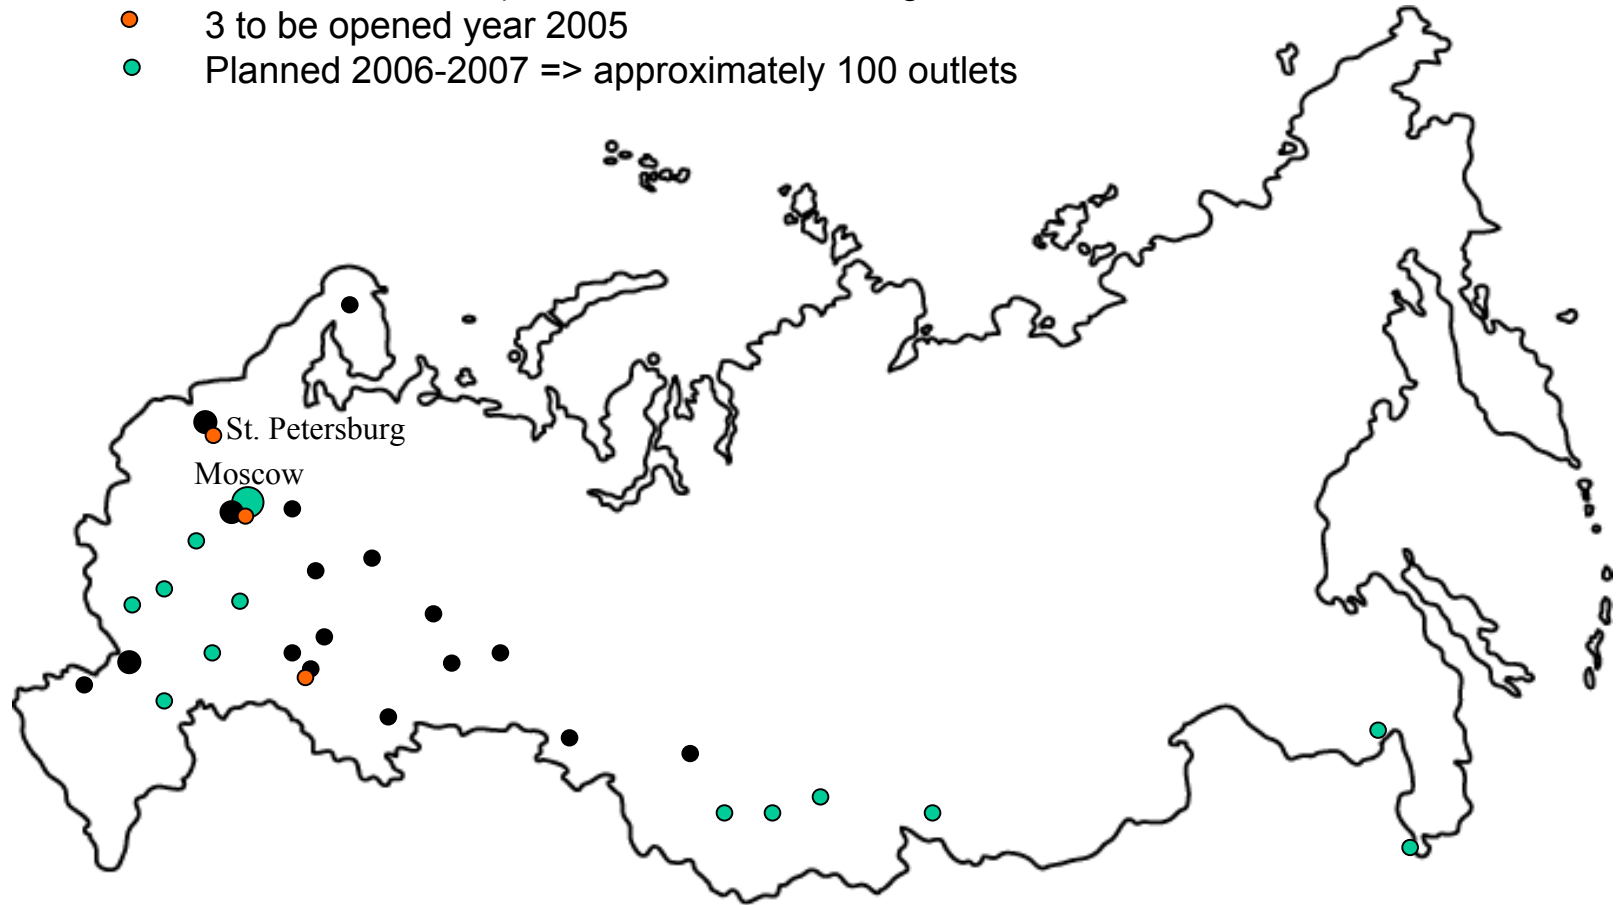 3 to be opened year 2005
Planned 2006-2007 => approximately 100 outlets
St. Petersburg
Moscow